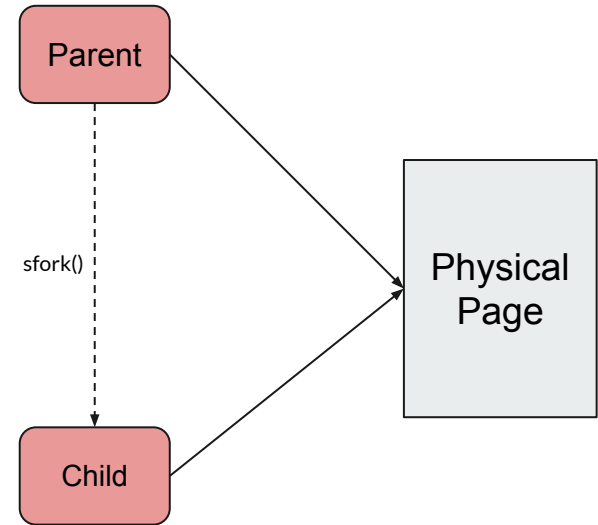 Parent
sfork()
Physical
Page
Child